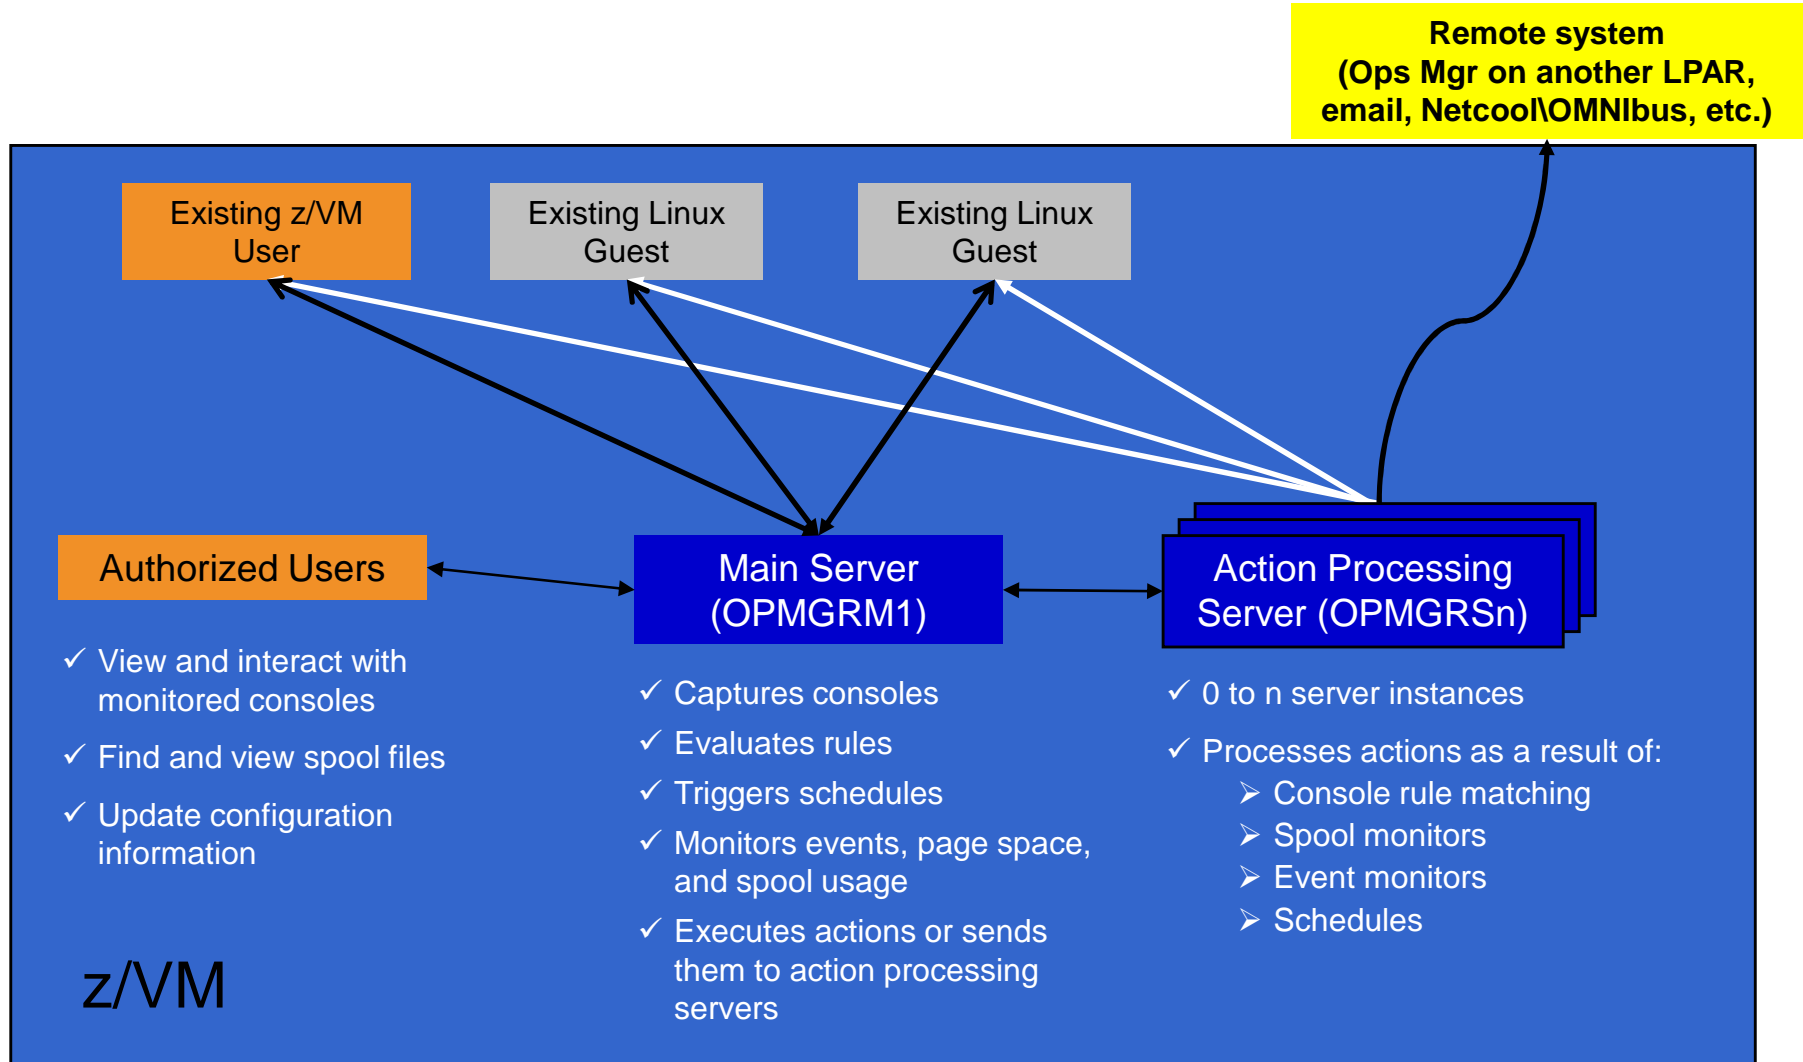 Remote system
(Ops Mgr on another LPAR,
email, Netcool\OMNIbus, etc.)
Existing z/VM
User
Existing Linux
Guest
Existing Linux
Guest
Authorized Users
✓ View and interact with
monitored consoles
✓ Find and view spool files
✓ Update configuration
information
Main Server
(OPMGRM1)
✓ Captures consoles
✓ Evaluates rules
✓ Triggers schedules
✓ Monitors events, page space,
and spool usage
✓ Executes actions or sends
them to action processing
servers
Action Processing
Server (OPMGRSn)
✓ 0 to n server instances
✓ Processes actions as a result of:
➢ Console rule matching
➢ Spool monitors
➢ Event monitors
➢ Schedules
z/VM